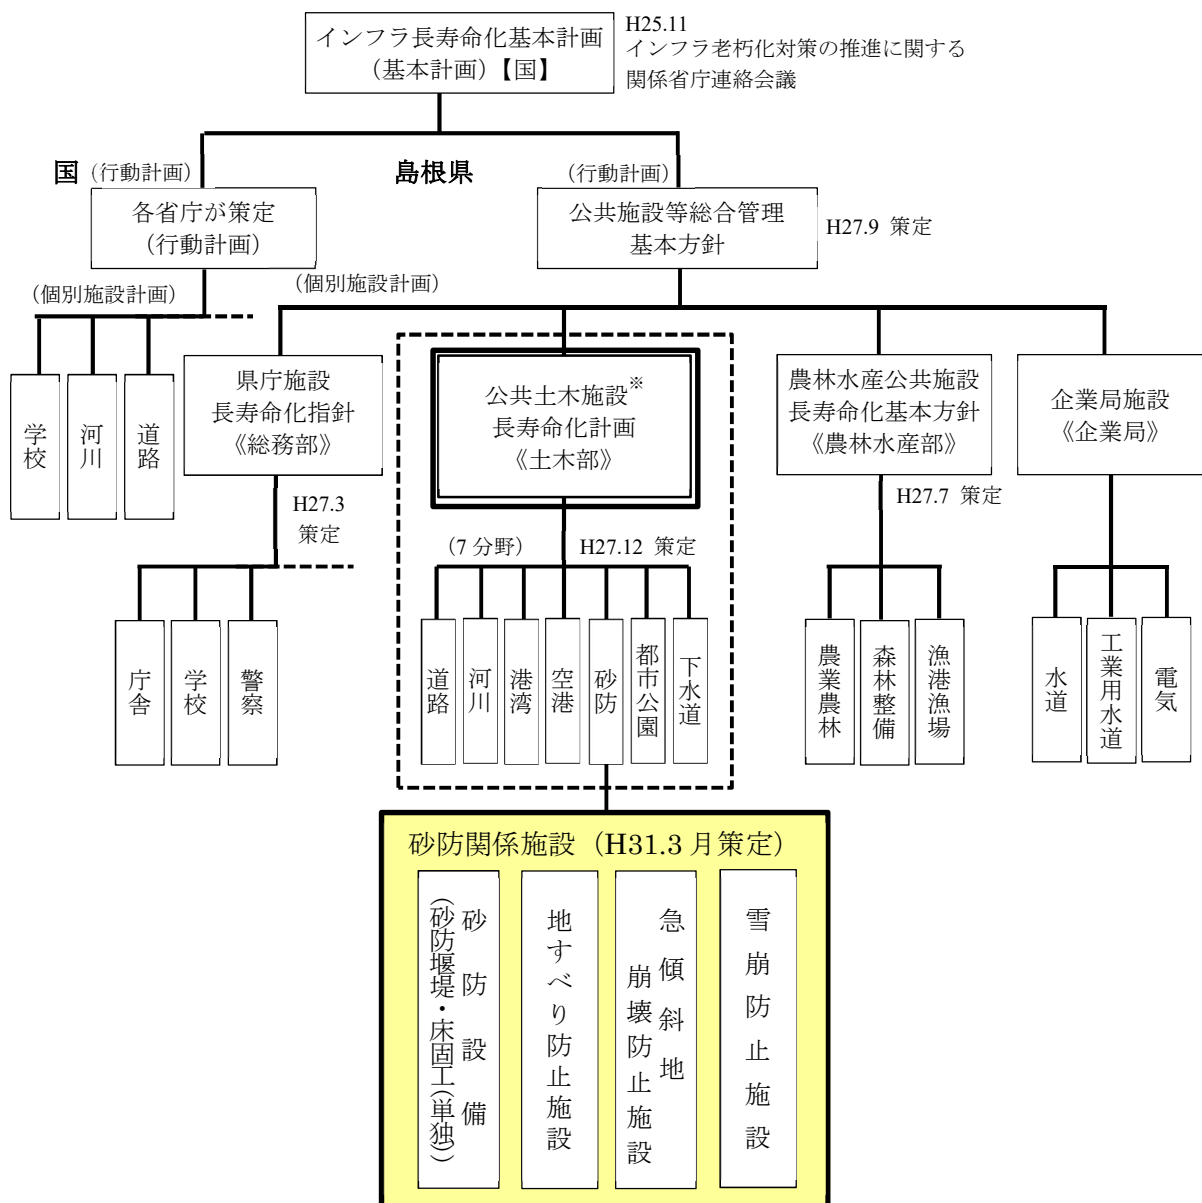 インフラ長寿命化基本計画
(基本計画)【国】
H25.11
インフラ老朽化対策の推進に関する
関係省庁連絡会議
国 (行動計画)
島根県
(行動計画)
各省庁が策定
(行動計画)
公共施設等総合管理
基本方針
H27.9 策定
(個別施設計画)
(個別施設計画)
学校
河川
道路
県庁施設
長寿命化指針
《総務部》
公共土木施設※
長寿命化計画
《土木部》
農林水産公共施設
長寿命化基本方針
《農林水産部》
企業局施設
《企業局》
H27.3
策定
(7分野)
H27.12 策定
H27.7 策定
庁舎
学校
警察
道路
河川
港湾
空港
砂防
都市公園
下水道
農業農林
森林整備
漁港漁場
水道
工業用水道
電気
砂防関係施設 (H31.3月策定)
砂防設備
(砂防堰堤・床固工(単独))
地すべり防止施設
急傾斜地
崩壊防止施設
雪崩防止施設